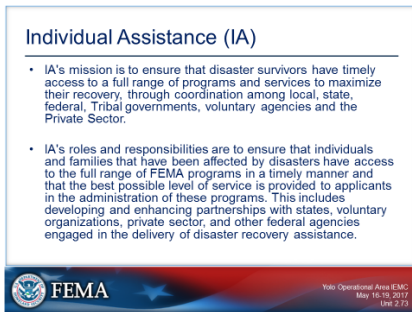 Individual Assistance (IA)
• IA's mission is to ensure that disaster survivors have timely
access to a full range of programs and services to maximize
their recovery, through coordination among local, state,
federal, Tribal governments, voluntary agencies and the
Private Sector.
• IA's roles and responsibilities are to ensure that individuals
and families that have been affected by disasters have access
to the full range of FEMA programs in a timely manner and
that the best possible level of service is provided to applicants
in the administration of these programs. This includes
developing and enhancing partnerships with states, voluntary
organizations, private sector, and other federal agencies
engaged in the delivery of disaster recovery assistance.
FEMA
Yolo Operational Area IEMC
May 16-19, 2017
Unit 2.73